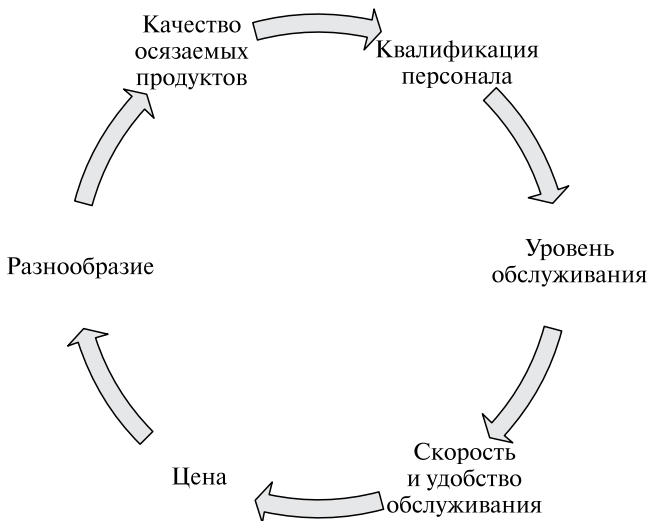 Качество
осязаемых
продуктов
Квалификация
персонала
Уровень
обслуживания
Скорость
и удобство
обслуживания
Цена
Разнообразие